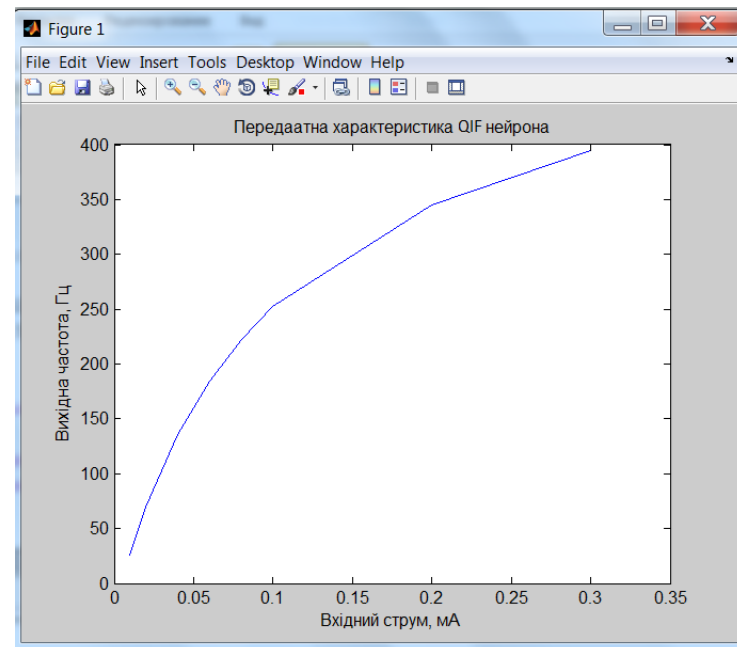 Figure 1
File Edit View Insert Tools Desktop Window Help
Передаатна характеристика QIF нейрона
400
350
300
250
200
150
100
50
0
Вихідна частота, Гц
0 0.05 0.1 0.15 0.2 0.25 0.3 0.35
Вхідний струм, мА